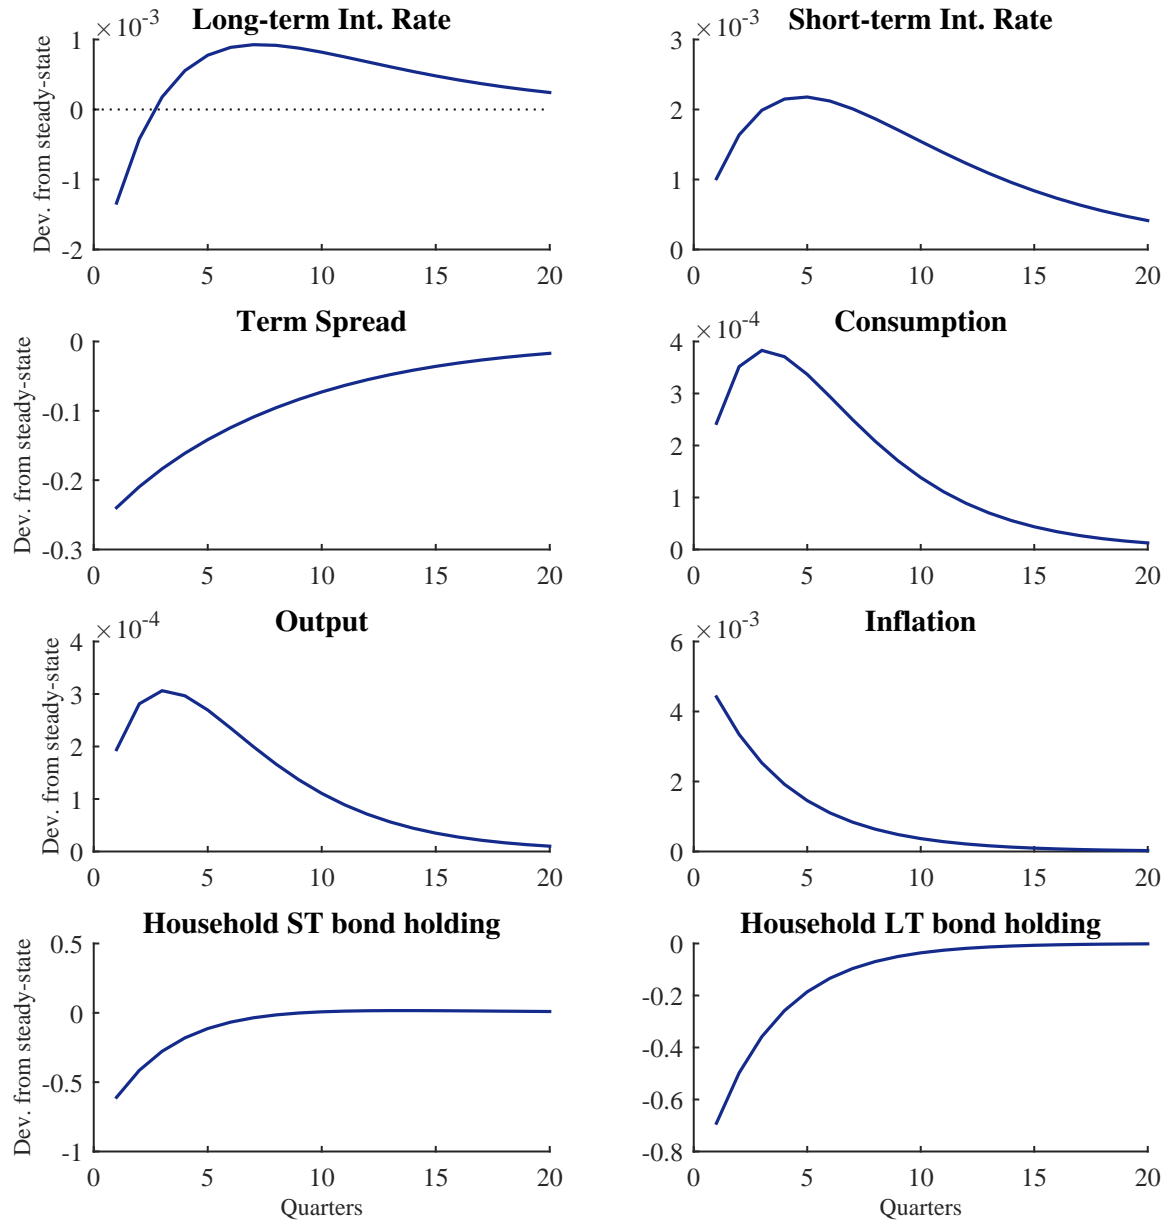 Long-term Int. Rate
×10-3
1
0
-1
-2
0 5 10 15 20
Dev. from steady-state
Short-term Int. Rate
×10-3
3
2
1
0
0 5 10 15 20
Term Spread
0
-0.1
-0.2
-0.3
0 5 10 15 20
Dev. from steady-state
Consumption
×10-4
4
3
2
1
0
0 5 10 15 20
Output
×10-4
4
3
2
1
0
0 5 10 15 20
Dev. from steady-state
Inflation
×10-3
6
4
2
0
0 5 10 15 20
Household ST bond holding
0.5
0
-0.5
-1
0 5 10 15 20
Dev. from steady-state
Quarters
Household LT bond holding
0
-0.2
-0.4
-0.6
-0.8
0 5 10 15 20
Quarters